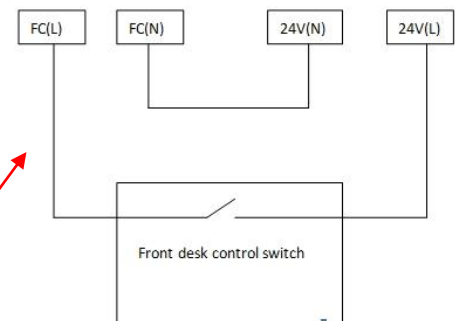 FC(L) FC(N) 24V(N) 24V(L)
Front desk control switch